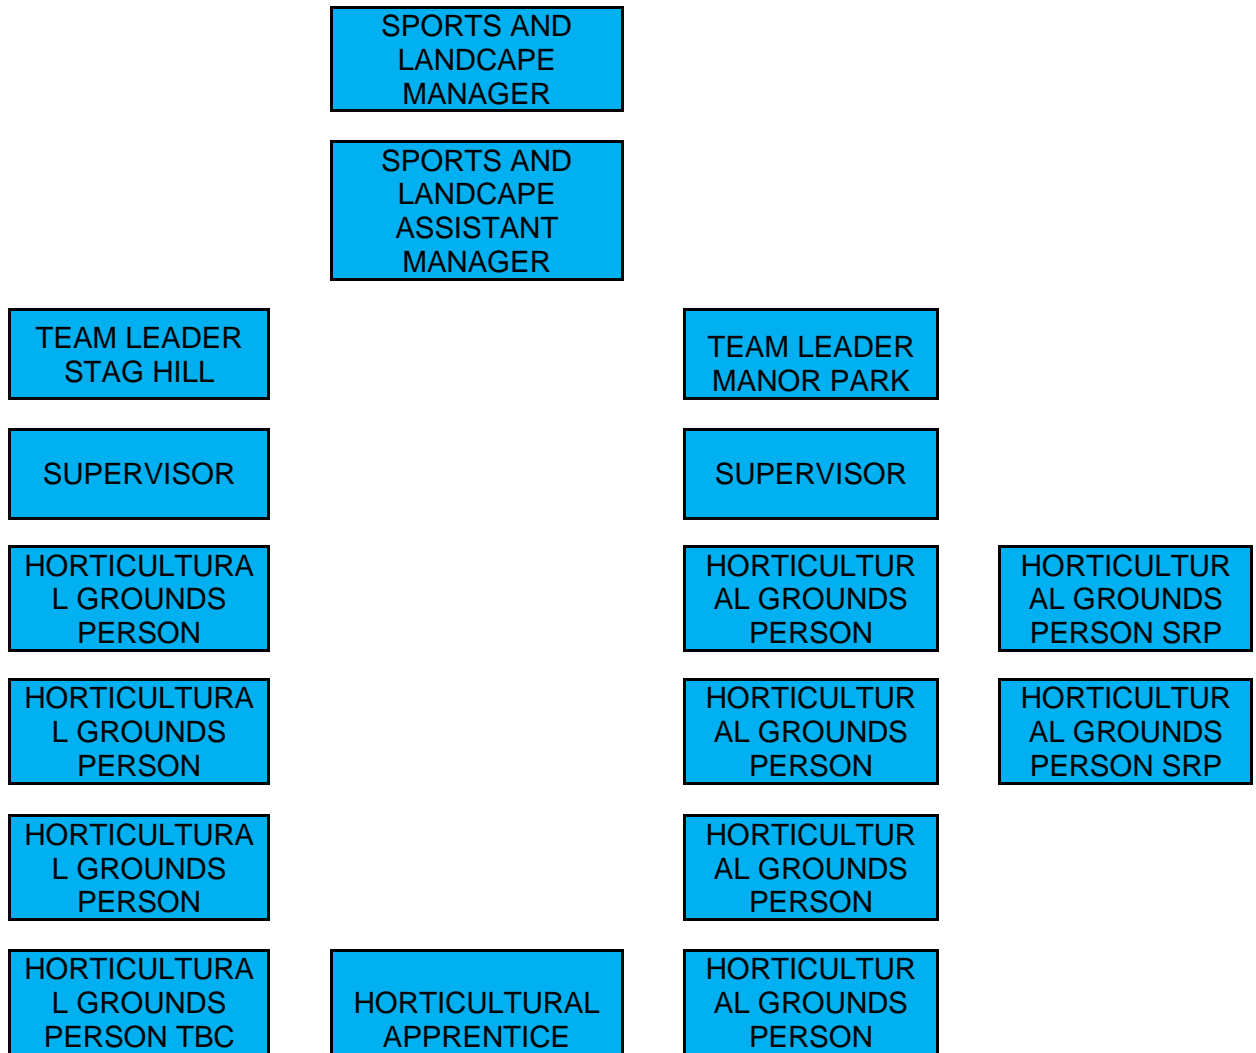 SPORTS AND
LANDCAPE
MANAGER
SPORTS AND
LANDCAPE
ASSISTANT
MANAGER
TEAM LEADER
STAG HILL
TEAM LEADER
MANOR PARK
SUPERVISOR
SUPERVISOR
HORTICULTURA
L GROUNDS
PERSON
HORTICULTUR
AL GROUNDS
PERSON
HORTICULTUR
AL GROUNDS
PERSON SRP
HORTICULTURA
L GROUNDS
PERSON
HORTICULTUR
AL GROUNDS
PERSON
HORTICULTUR
AL GROUNDS
PERSON SRP
HORTICULTURA
L GROUNDS
PERSON
HORTICULTUR
AL GROUNDS
PERSON
HORTICULTURA
L GROUNDS
PERSON TBC
HORTICULTURAL
APPRENTICE
HORTICULTUR
AL GROUNDS
PERSON